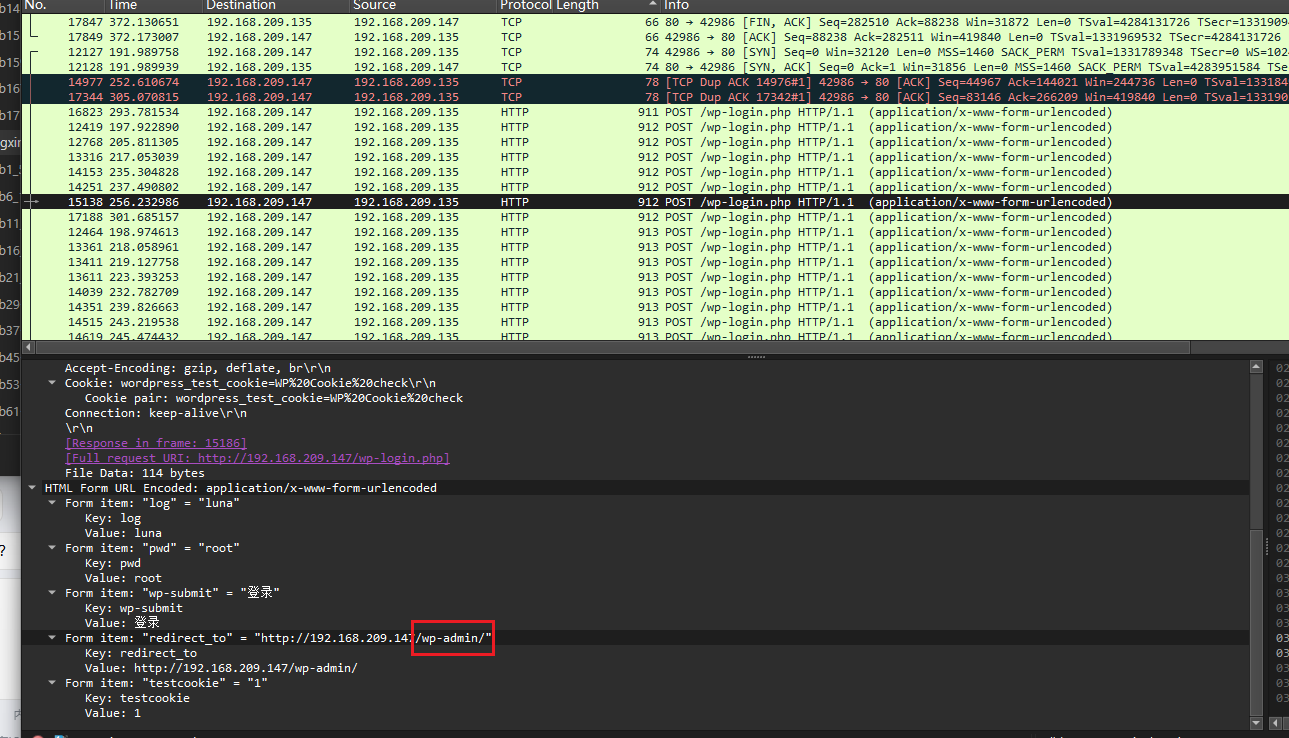 No. Time Destination Source Protocol Length Info
17847 372.130651 192.168.209.135 192.168.209.147 TCP 66 80 → 42986 [FIN, ACK] Seq=282510 Ack=88238 Win=31872 Len=0 TSval=4284131726 TSecr=1331909
17849 372.173007 192.168.209.147 192.168.209.135 TCP 66 42986 → 80 [ACK] Seq=88238 Ack=282511 Win=419840 Len=0 TSval=1331969532 TSecr=4284131726
12127 191.989758 192.168.209.147 192.168.209.135 TCP 74 42986 → 80 [SYN] Seq=0 Win=32120 Len=0 MSS=1460 SACK_PERM TSval=1331789348 TSecr=0 WS=102
12128 191.989939 192.168.209.135 192.168.209.147 TCP 74 80 → 42986 [SYN, ACK] Seq=0 Ack=1 Win=31856 Len=0 MSS=1460 SACK_PERM TSval=4283951584 TSe
14977 252.610674 192.168.209.147 192.168.209.135 TCP 78 [TCP Dup ACK 14976#1] 42986 → 80 [ACK] Seq=44967 Ack=144021 Win=244736 Len=0 TSval=133184
17344 305.070815 192.168.209.147 192.168.209.135 TCP 78 [TCP Dup ACK 17342#1] 42986 → 80 [ACK] Seq=83146 Ack=266209 Win=419840 Len=0 TSval=133190
16823 293.781534 192.168.209.147 192.168.209.135 HTTP 911 POST /wp-login.php HTTP/1.1 (application/x-www-form-urlencoded)
12419 197.922890 192.168.209.147 192.168.209.135 HTTP 912 POST /wp-login.php HTTP/1.1 (application/x-www-form-urlencoded)
12768 205.811305 192.168.209.147 192.168.209.135 HTTP 912 POST /wp-login.php HTTP/1.1 (application/x-www-form-urlencoded)
13316 217.053039 192.168.209.147 192.168.209.135 HTTP 912 POST /wp-login.php HTTP/1.1 (application/x-www-form-urlencoded)
14153 235.304828 192.168.209.147 192.168.209.135 HTTP 912 POST /wp-login.php HTTP/1.1 (application/x-www-form-urlencoded)
14251 237.490802 192.168.209.147 192.168.209.135 HTTP 912 POST /wp-login.php HTTP/1.1 (application/x-www-form-urlencoded)
15138 256.232986 192.168.209.147 192.168.209.135 HTTP 912 POST /wp-login.php HTTP/1.1 (application/x-www-form-urlencoded)
17188 301.685157 192.168.209.147 192.168.209.135 HTTP 912 POST /wp-login.php HTTP/1.1 (application/x-www-form-urlencoded)
12464 198.974613 192.168.209.147 192.168.209.135 HTTP 913 POST /wp-login.php HTTP/1.1 (application/x-www-form-urlencoded)
13361 218.058961 192.168.209.147 192.168.209.135 HTTP 913 POST /wp-login.php HTTP/1.1 (application/x-www-form-urlencoded)
13411 219.127758 192.168.209.147 192.168.209.135 HTTP 913 POST /wp-login.php HTTP/1.1 (application/x-www-form-urlencoded)
13611 223.393253 192.168.209.147 192.168.209.135 HTTP 913 POST /wp-login.php HTTP/1.1 (application/x-www-form-urlencoded)
14039 232.782709 192.168.209.147 192.168.209.135 HTTP 913 POST /wp-login.php HTTP/1.1 (application/x-www-form-urlencoded)
14351 239.826663 192.168.209.147 192.168.209.135 HTTP 913 POST /wp-login.php HTTP/1.1 (application/x-www-form-urlencoded)
14515 243.219538 192.168.209.147 192.168.209.135 HTTP 913 POST /wp-login.php HTTP/1.1 (application/x-www-form-urlencoded)
14619 245.474432 192.168.209.147 192.168.209.135 HTTP 913 POST /wp-login.php HTTP/1.1 (application/x-www-form-urlencoded)
Accept-Encoding: gzip, deflate, br\r\n
Cookie: wordpress_test_cookie=WP%20Cookie%20check\r\n
Cookie pair: wordpress_test_cookie=WP%20Cookie%20check
Connection: keep-alive\r\n
\r\n
[Response in frame: 15186]
[Full request URI: http://192.168.209.147/wp-login.php]
File Data: 114 bytes
HTML Form URL Encoded: application/x-www-form-urlencoded
Form item: "log" = "luna"
Key: log
Value: luna
Form item: "pwd" = "root"
Key: pwd
Value: root
Form item: "wp-submit" = "登录"
Key: wp-submit
Value: 登录
Form item: "redirect_to" = "http://192.168.209.147/wp-admin/"
Key: redirect_to
Value: http://192.168.209.147/wp-admin/
Form item: "testcookie" = "1"
Key: testcookie
Value: 1